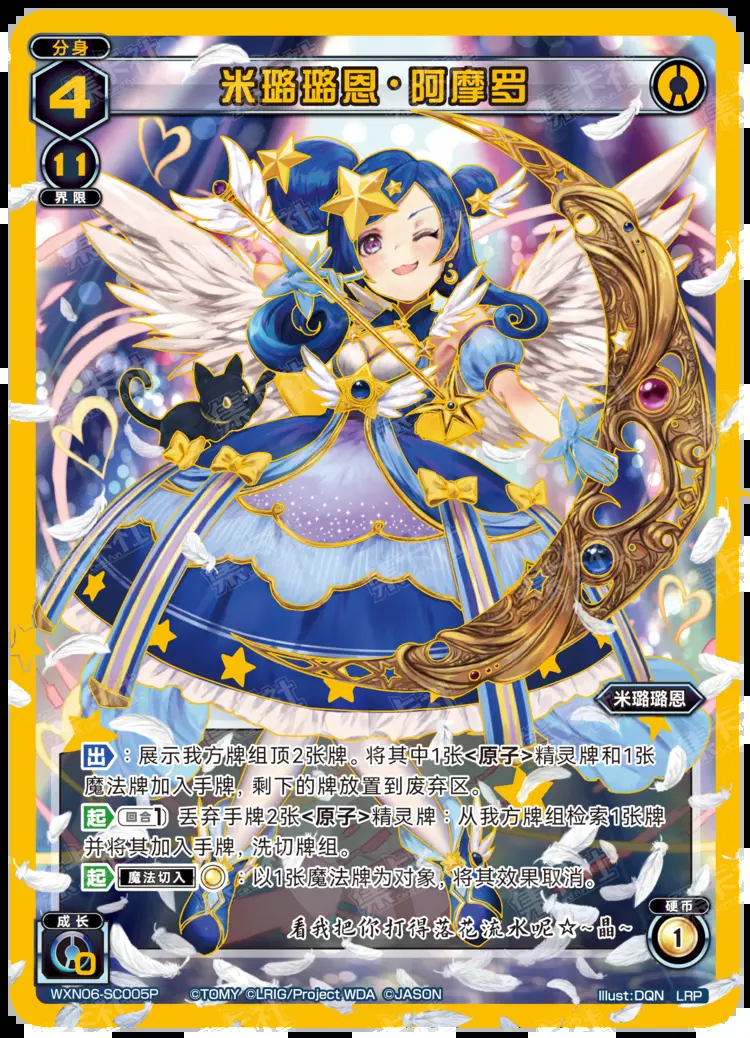 分身
4
米璐璐恩·阿摩罗
11
界限
米璐璐恩
出：展示我方牌组顶2张牌。将其中1张<原子>精灵牌和1张
魔法牌加入手牌，剩下的牌放置到废弃区。
起 回合1 丢弃手牌2张<原子>精灵牌：从我方牌组检索1张牌
并将其加入手牌，洗切牌组。
起 魔法切入：以1张魔法牌为对象，将其效果取消。
看我把你打得落花流水呢☆~晶~
成长
0
硬币
1
WXN06-SC005P ©TOMY ©LRIG/Project WDA ©JASON Illust:DQN LRP